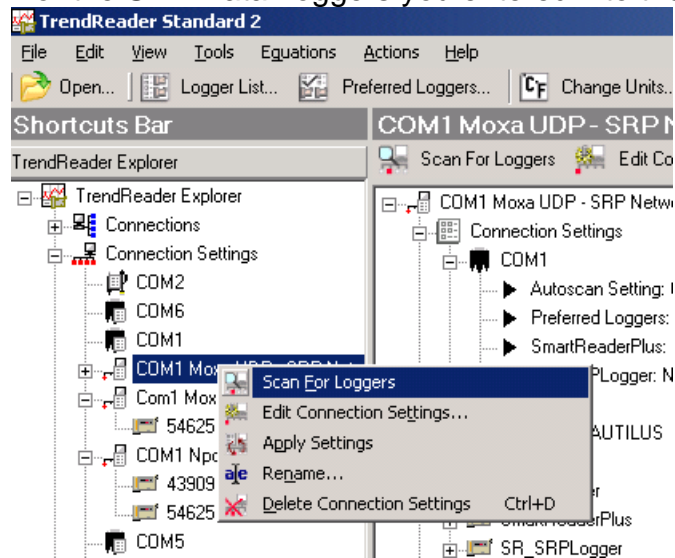 TrendReader Standard 2
File Edit View Tools Equations Actions Help
Open... Logger List... Preferred Loggers... Change Units..
Shortcuts Bar
TrendReader Explorer
TrendReader Explorer
Connections
Connection Settings
COM2
COM6
COM1
COM1
Com1 Mox
54625
COM1 Npo
43909
54625
COM5
Scan For Loggers
Edit Connection Settings...
Apply Settings
Rename...
Delete Connection Settings Ctrl+D
COM1 Moxa UDP - SRP N
Scan For Loggers Edit Co
COM1 Moxa UDP - SRP Netw
Connection Settings
COM1
Autoscan Setting:
Preferred Loggers:
SmartReaderPlus:
PLogger: N
AUTILUS
rPlus
SR_SRPLogger